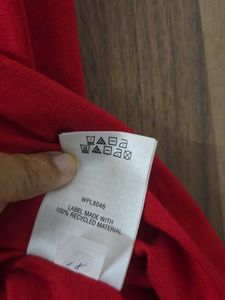 WPL8046
LABEL MADE WITH
100% RECYCLED MATERIAL